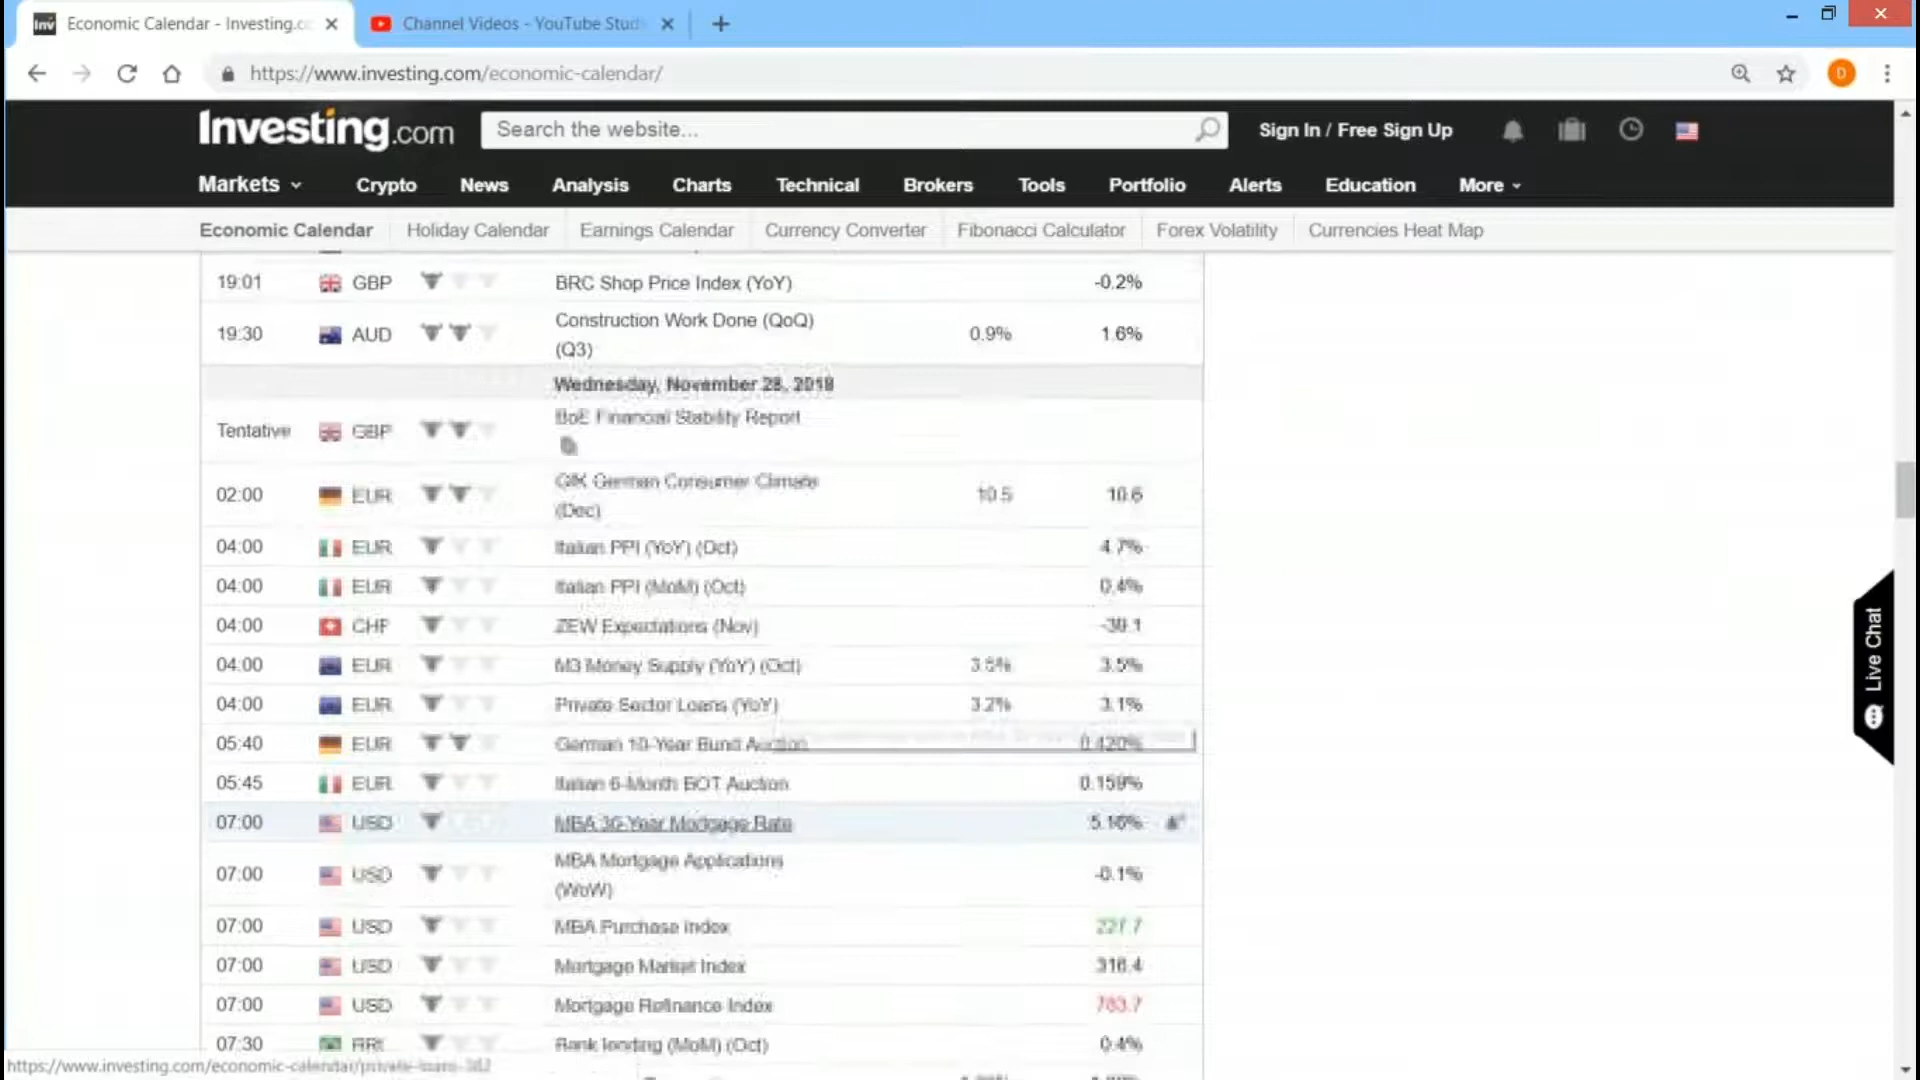 Economic Calendar - Investing.co
Channel Videos - YouTube Stud
https://www.investing.com/economic-calendar/
D
Investing.com
Search the website...
Sign In / Free Sign Up
Markets Crypto News Analysis Charts Technical Brokers Tools Portfolio Alerts Education More
Economic Calendar Holiday Calendar Earnings Calendar Currency Converter Fibonacci Calculator Forex Volatility Currencies Heat Map
19:01 GBP BRC Shop Price Index (YoY) -0.2%
19:30 AUD Construction Work Done (QoQ) 0.9% 1.6%
(Q3)
Wednesday, November 28, 2018
Tentative GBP BoE Financial Stability Report
02:00 EUR GfK German Consumer Climate 10.5 10.6
(Dec)
04:00 EUR Italian PPI (YoY) (Oct) 4.7%
04:00 EUR Italian PPI (MoM) (Oct) 0.4%
04:00 CHF ZEW Expectations (Nov) -39.1
04:00 EUR M3 Money Supply (YoY) (Oct) 3.5% 3.5%
04:00 EUR Private Sector Loans (YoY) 3.2% 3.1%
05:40 EUR German 10-Year Bund Auction 0.420%
05:45 EUR Italian 6-Month BOT Auction 0.159%
07:00 USD MBA 30-Year Mortgage Rate 5.16%
07:00 USD MBA Mortgage Applications -0.1%
(WoW)
07:00 USD MBA Purchase Index 227.7
07:00 USD Mortgage Market Index 316.4
07:00 USD Mortgage Refinance Index 783.7
07:30 BRL Bank lending (MoM) (Oct) 0.4%
Live Chat